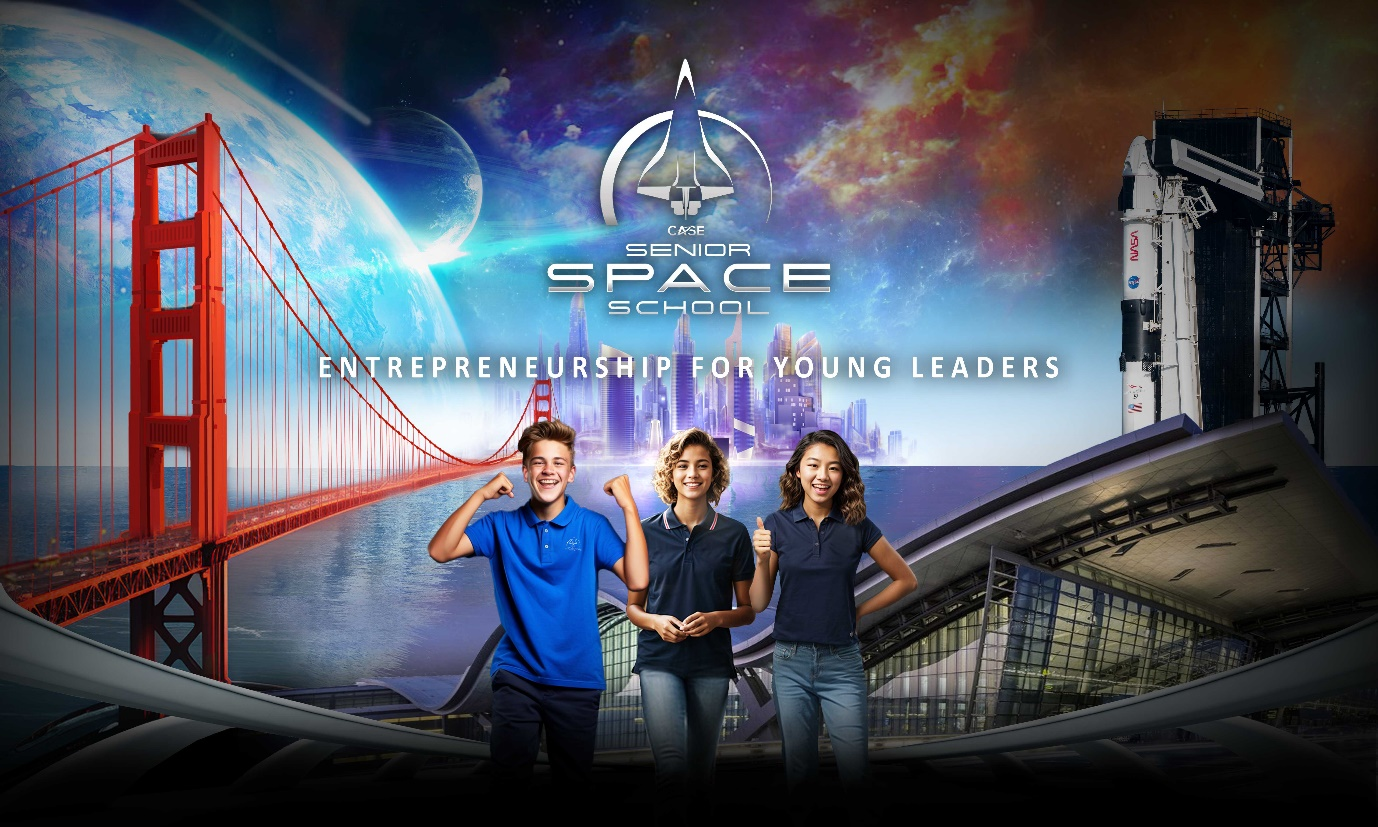 CASE
SENIOR
SPACE
SCHOOL
ENTREPRENEURSHIP FOR YOUNG LEADERS
NASA